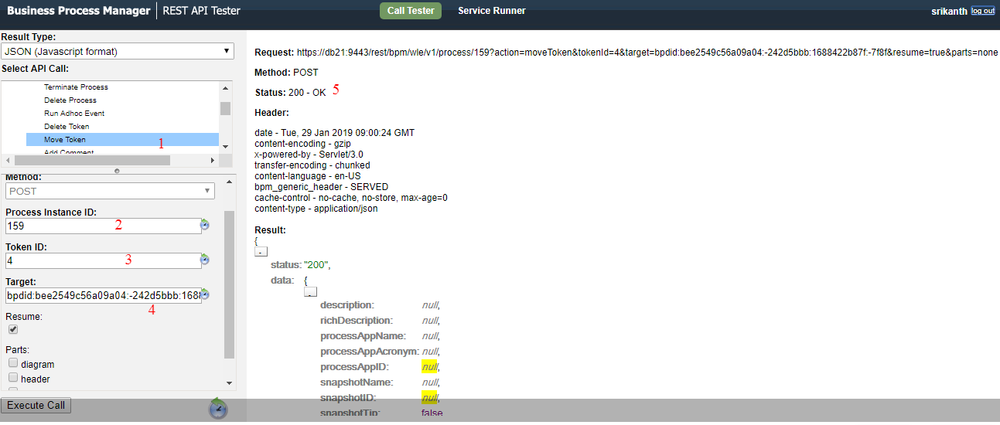 Business Process Manager | REST API Tester
Call Tester
Service Runner
srikanth log out
Result Type:
JSON (Javascript format)
Select API Call:
Terminate Process
Delete Process
Run Adhoc Event
Delete Token
Move Token 1
Add Comment
Method:
POST
Process Instance ID:
159 2
Token ID:
4 3
Target:
bpdid:bee2549c56a09a04:-242d5bbb:168
4
Resume:
Parts:
diagram
header
Execute Call
Request: https://db21:9443/rest/bpm/wle/v1/process/159?action=moveToken&tokenId=4&target=bpdid:bee2549c56a09a04:-242d5bbb:1688422b87f:-7f8f&resume=true&parts=none
Method: POST
Status: 200 - OK 5
Header:
date - Tue, 29 Jan 2019 09:00:24 GMT
content-encoding - gzip
x-powered-by - Servlet/3.0
transfer-encoding - chunked
content-language - en-US
bpm_generic_header - SERVED
cache-control - no-cache, no-store, max-age=0
content-type - application/json
Result:
{
-
status: "200",
data: {
-
description: null,
richDescription: null,
processAppName: null,
processAppAcronym: null,
processAppID: null,
snapshotName: null,
snapshotID: null,
snapshotTip: false